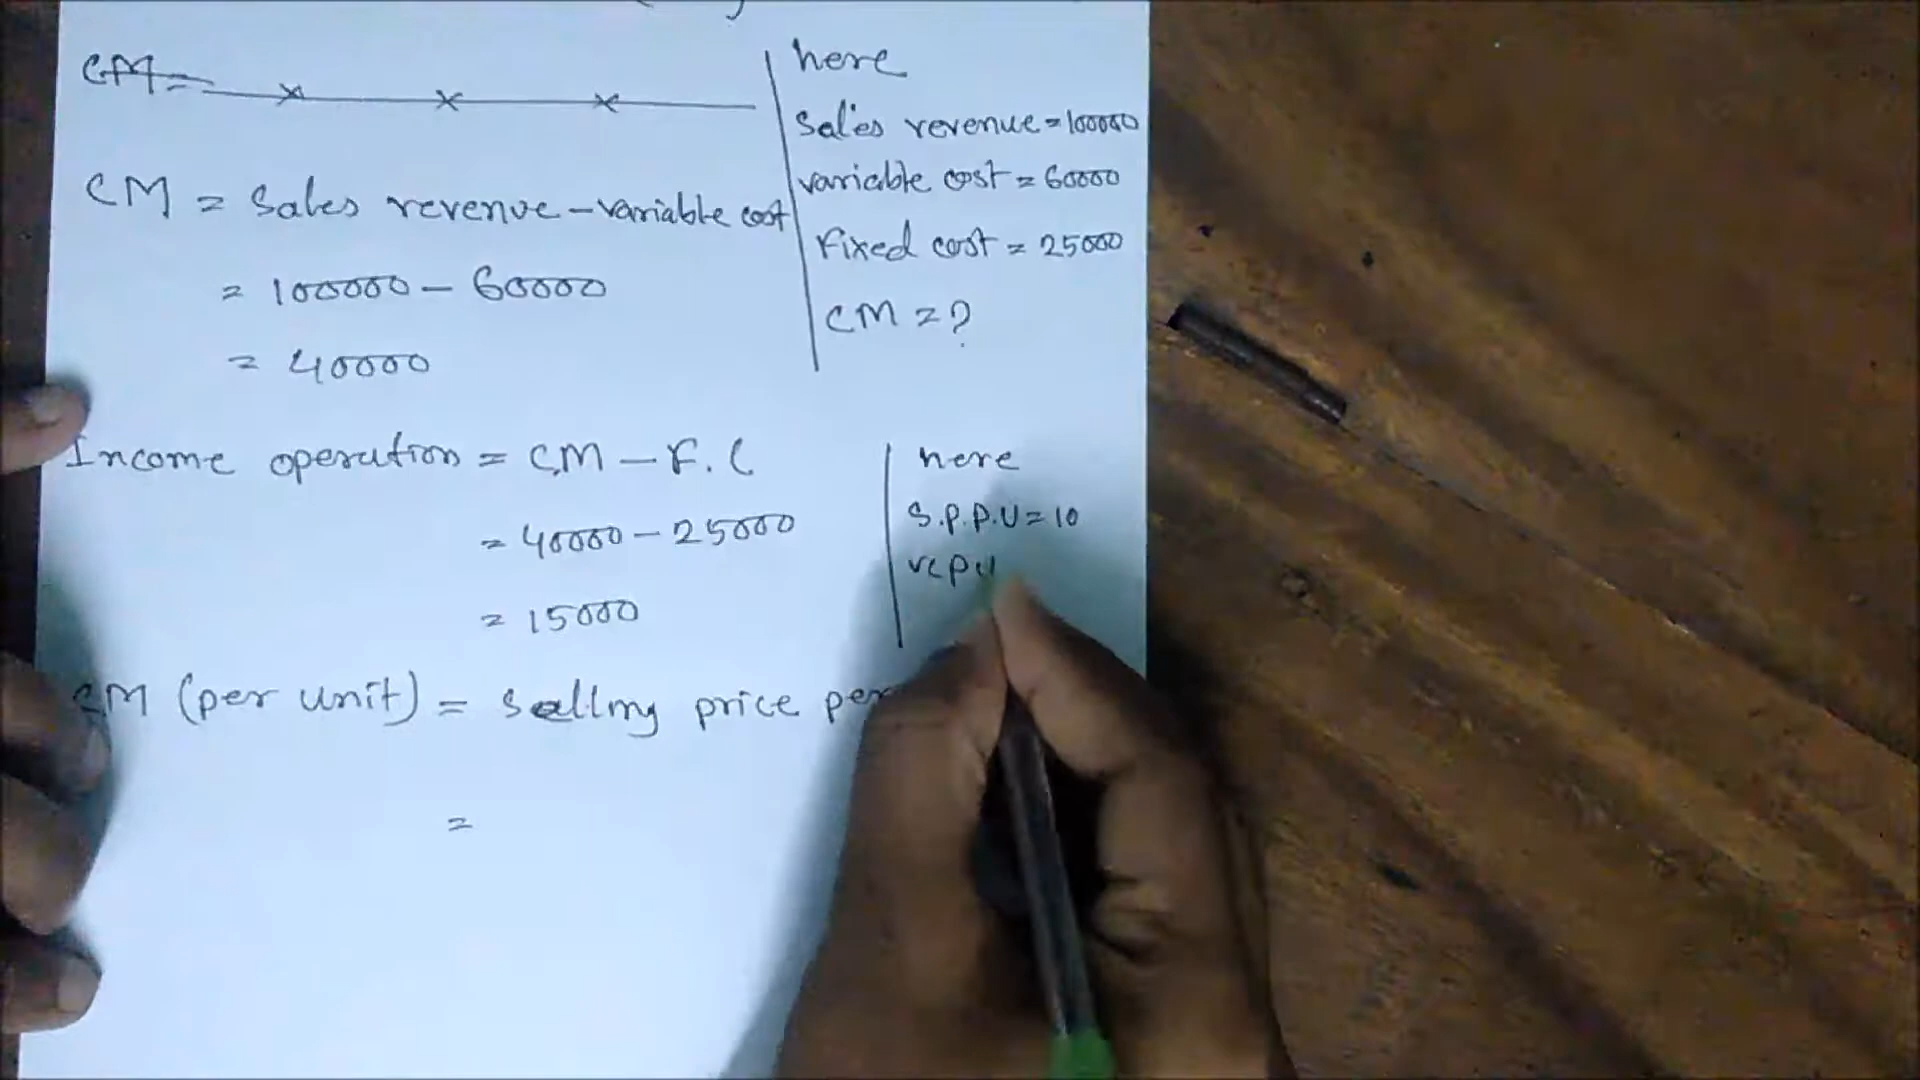 CM =
CM = Sales revenue - variable cost
= 100000 - 60000
= 40000
here
Sales revenue = 100000
variable cost = 60000
Fixed cost = 25000
CM = ?
Income operation = CM - F.C
= 40000 - 25000
= 15000
here
S.P.P.U = 10
VCPU
CM (per unit) = Selling price per
=